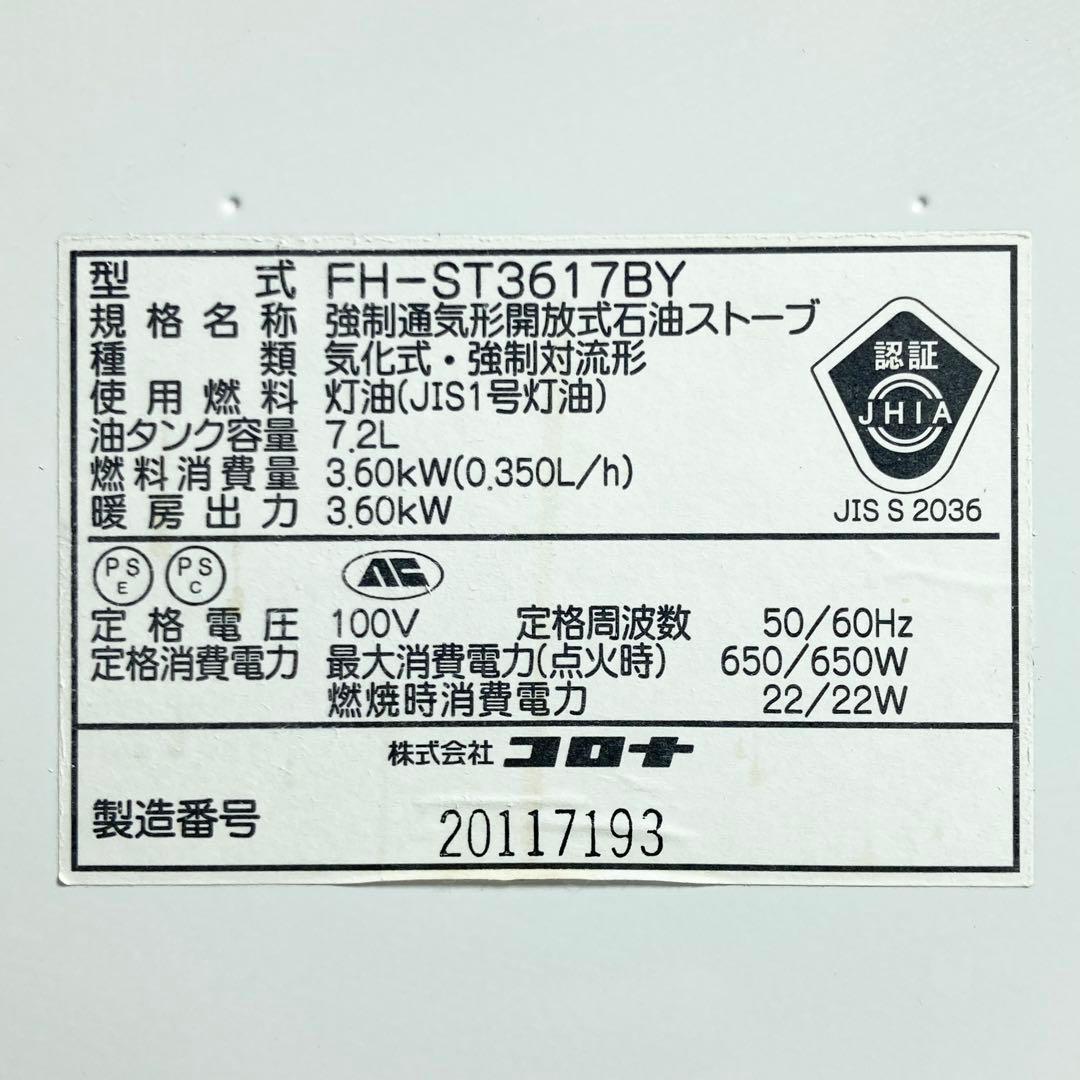 型式 FH-ST3617BY
規格名称 強制通気形開放式石油ストーブ
種類 気化式・強制対流形
使用燃料 灯油(JIS1号灯油)
油タンク容量 7.2L
燃料消費量 3.60kW(0.350L/h)
暖房出力 3.60kW
認証
JHIA
JIS S 2036
PS E PS C
定格電圧 100V 定格周波数 50/60Hz
定格消費電力 最大消費電力(点火時) 650/650W
燃焼時消費電力 22/22W
株式会社 コロナ
製造番号 20117193